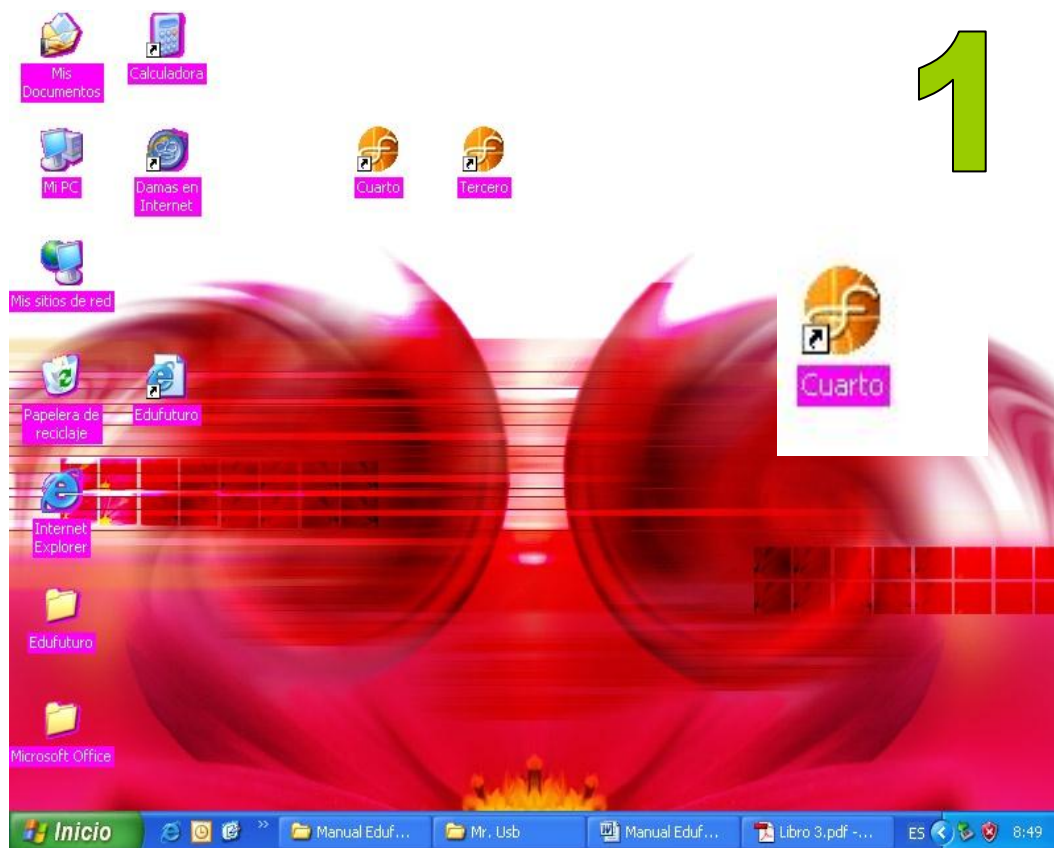 1
Mis
Documentos
Calculadora
Mi PC
Damas en
Internet
Cuarto
Tercero
Mis sitios de red
Cuarto
Papelera de
reciclaje
Edufuturo
Internet
Explorer
Edufuturo
Microsoft Office
Inicio
»
Manual Eduf...
Mr. Usb
Manual Eduf...
Libro 3.pdf -...
ES
8:49